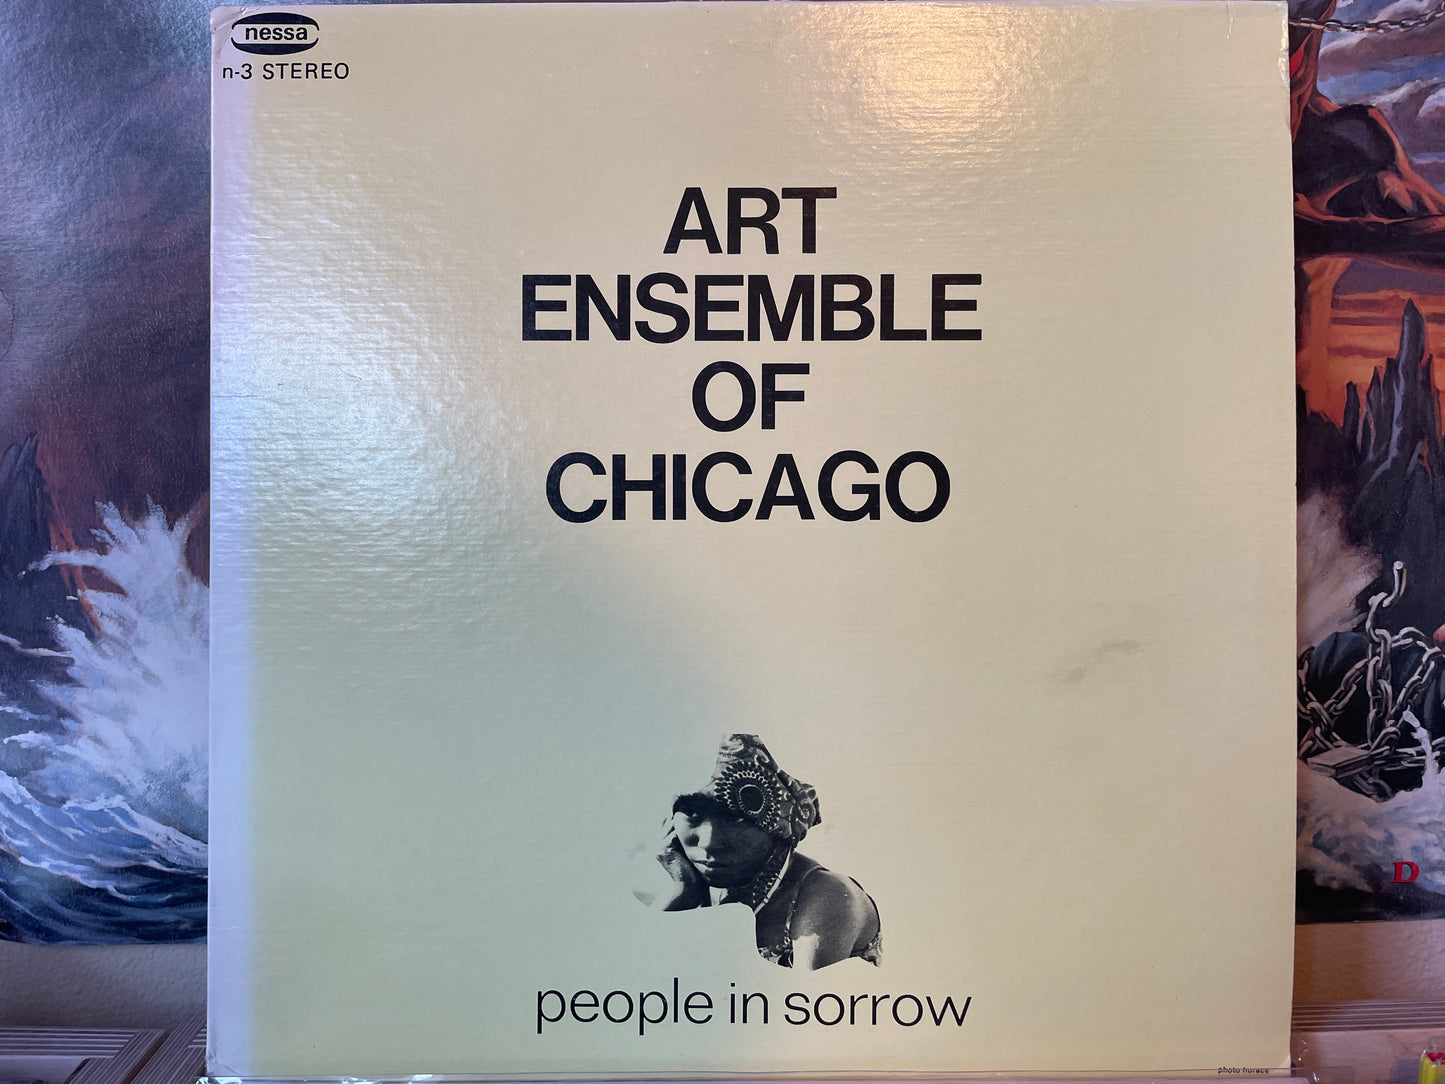 nessa
n-3 STEREO
ART
ENSEMBLE
OF
CHICAGO
people in sorrow
photo horace
D